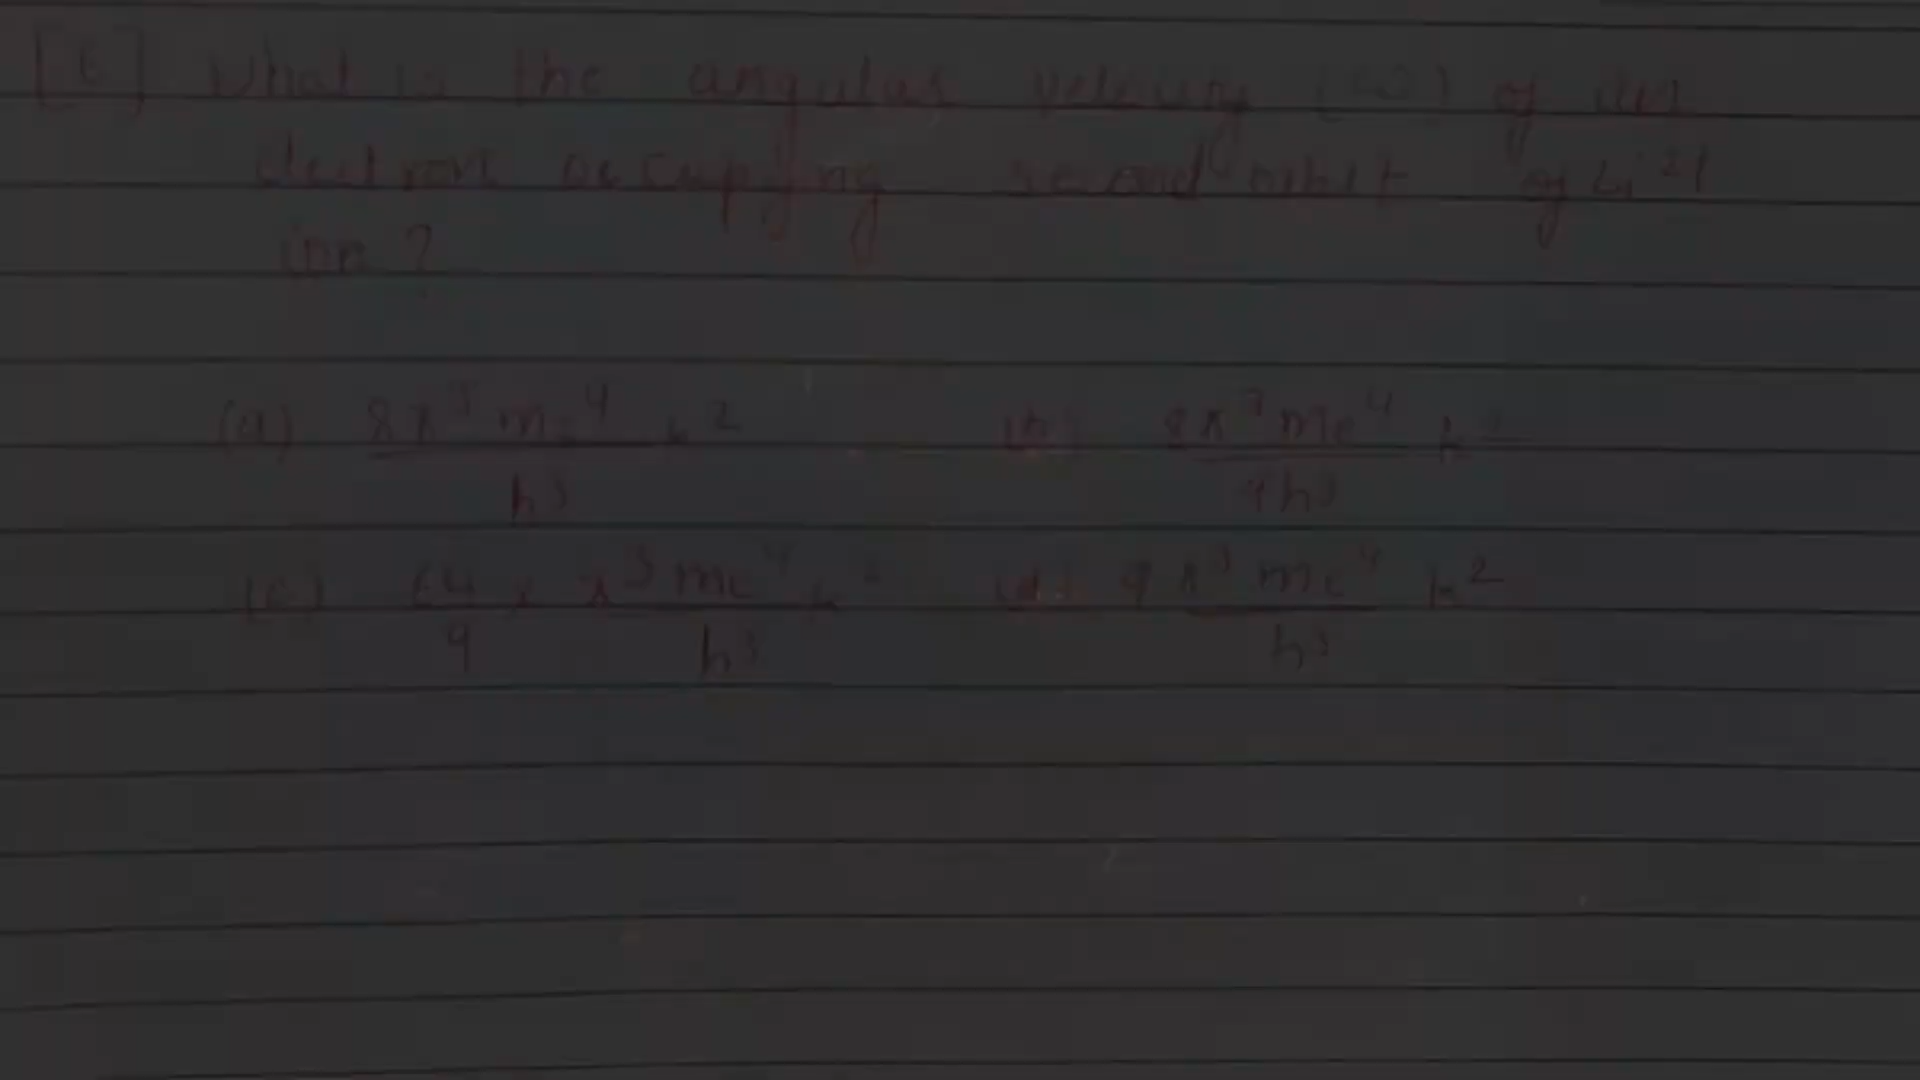 [6] What is the angular velocity (ω) of an
electron occupying second orbit of Li²⁺
ion ?
(a) 8π³me⁴/h³ k² (b) 8π³me⁴/9h³ k²
(c) 64/9 × π³me⁴/h³ k² (d) 9π³me⁴/h³ k²